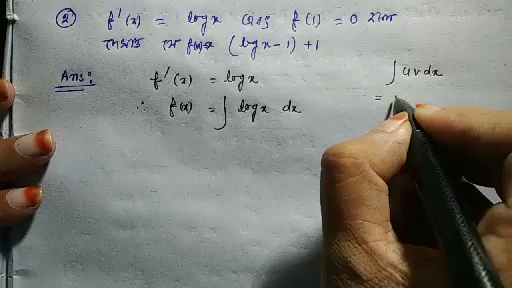 ② f'(x) = logx এবং f(1) = 0 হলে
দেখাও যে f(x)=x (logx - 1) + 1
Ans: f'(x) = logx
∫ uvdx
∴ f(x) = ∫ logx dx
=